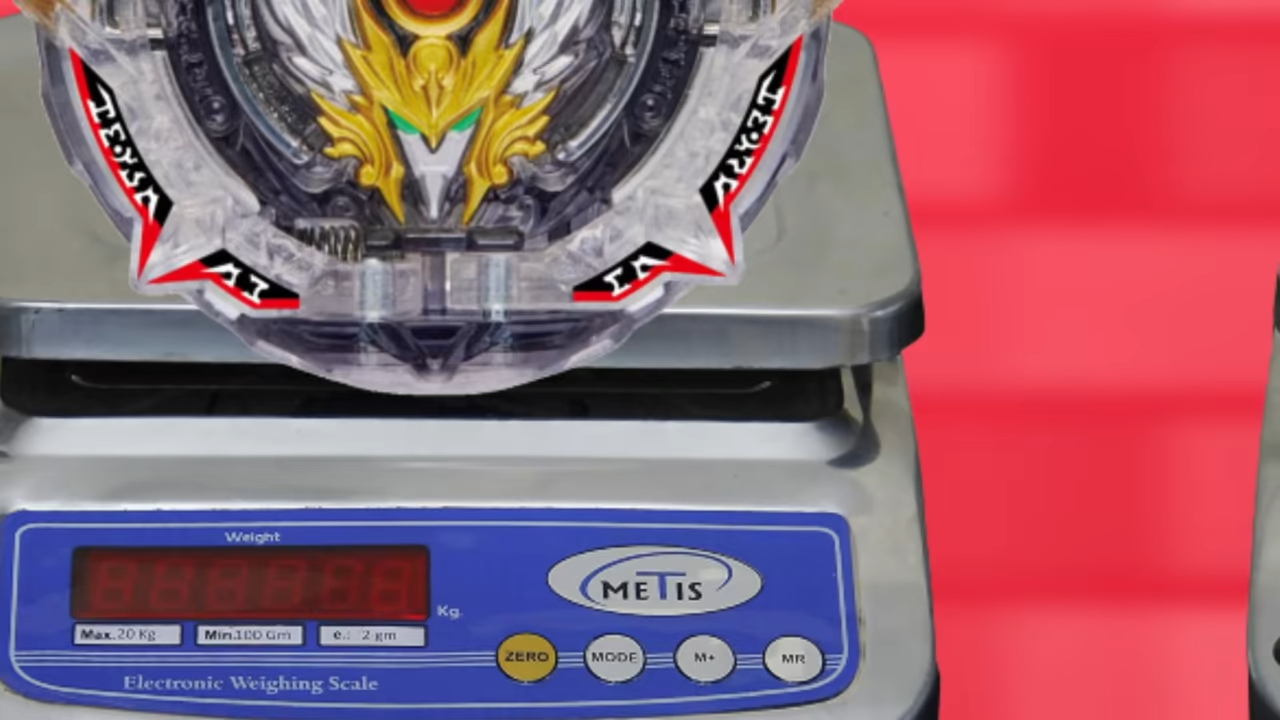 Weight
Kg.
METIS
Max.20 Kg
Min.100 Gm
e.: 2 gm
ZERO
MODE
M+
MR
Electronic Weighing Scale